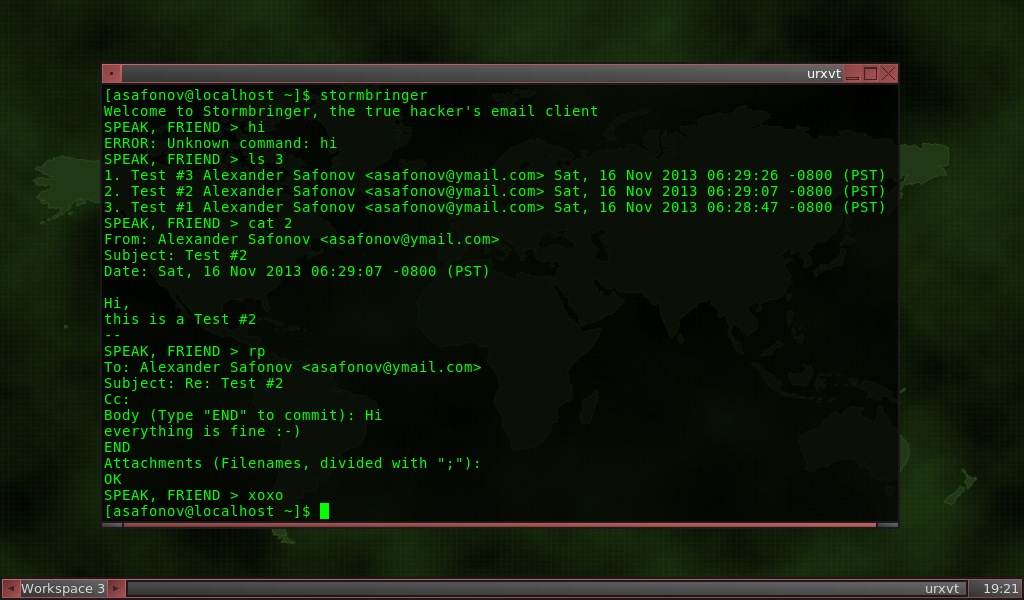 urxvt
[asafonov@localhost ~]$ stormbringer
Welcome to Stormbringer, the true hacker's email client
SPEAK, FRIEND > hi
ERROR: Unknown command: hi
SPEAK, FRIEND > ls 3
1. Test #3 Alexander Safonov <asafonov@ymail.com> Sat, 16 Nov 2013 06:29:26 -0800 (PST)
2. Test #2 Alexander Safonov <asafonov@ymail.com> Sat, 16 Nov 2013 06:29:07 -0800 (PST)
3. Test #1 Alexander Safonov <asafonov@ymail.com> Sat, 16 Nov 2013 06:28:47 -0800 (PST)
SPEAK, FRIEND > cat 2
From: Alexander Safonov <asafonov@ymail.com>
Subject: Test #2
Date: Sat, 16 Nov 2013 06:29:07 -0800 (PST)

Hi,
this is a Test #2
--
SPEAK, FRIEND > rp
To: Alexander Safonov <asafonov@ymail.com>
Subject: Re: Test #2
Cc:
Body (Type "END" to commit): Hi
everything is fine :-)
END
Attachments (Filenames, divided with ";"):
OK
SPEAK, FRIEND > xoxo
[asafonov@localhost ~]$
Workspace 3 urxvt 19:21